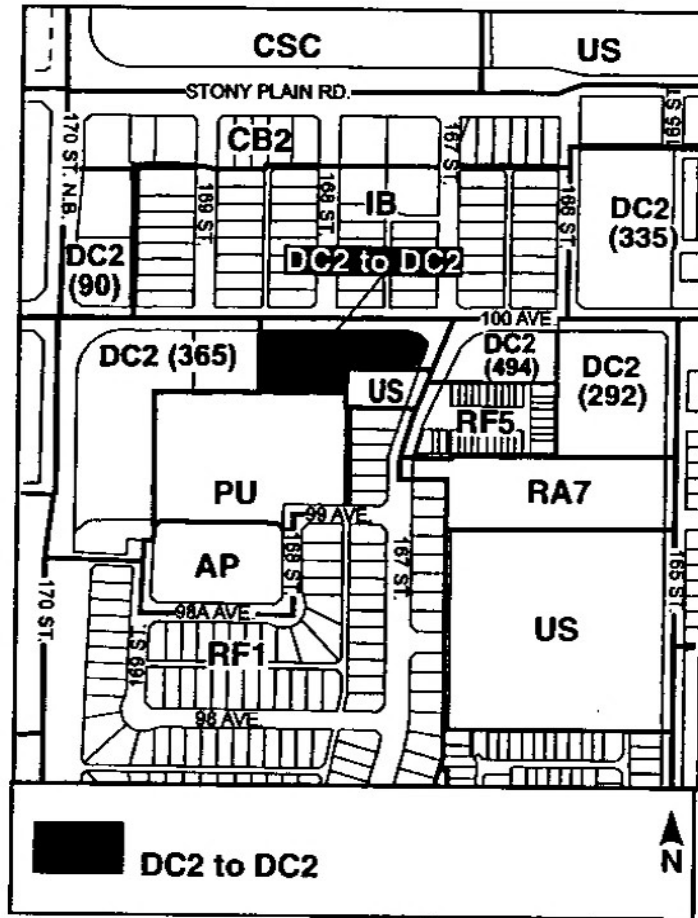 CSC
US
STONY PLAIN RD.
170 ST. N.B.
CB2
167 ST.
165 ST
169 ST.
168 ST.
IB
166 ST.
DC2
(335)
DC2
(90)
DC2 to DC2
100 AVE
DC2 (365)
DC2
(494)
DC2
(292)
US
RF5
PU
RA7
99 AVE.
AP
168 ST.
167 ST.
165 ST.
170 ST.
98A AVE.
US
169 ST
RF1
98 AVE.
DC2 to DC2
N